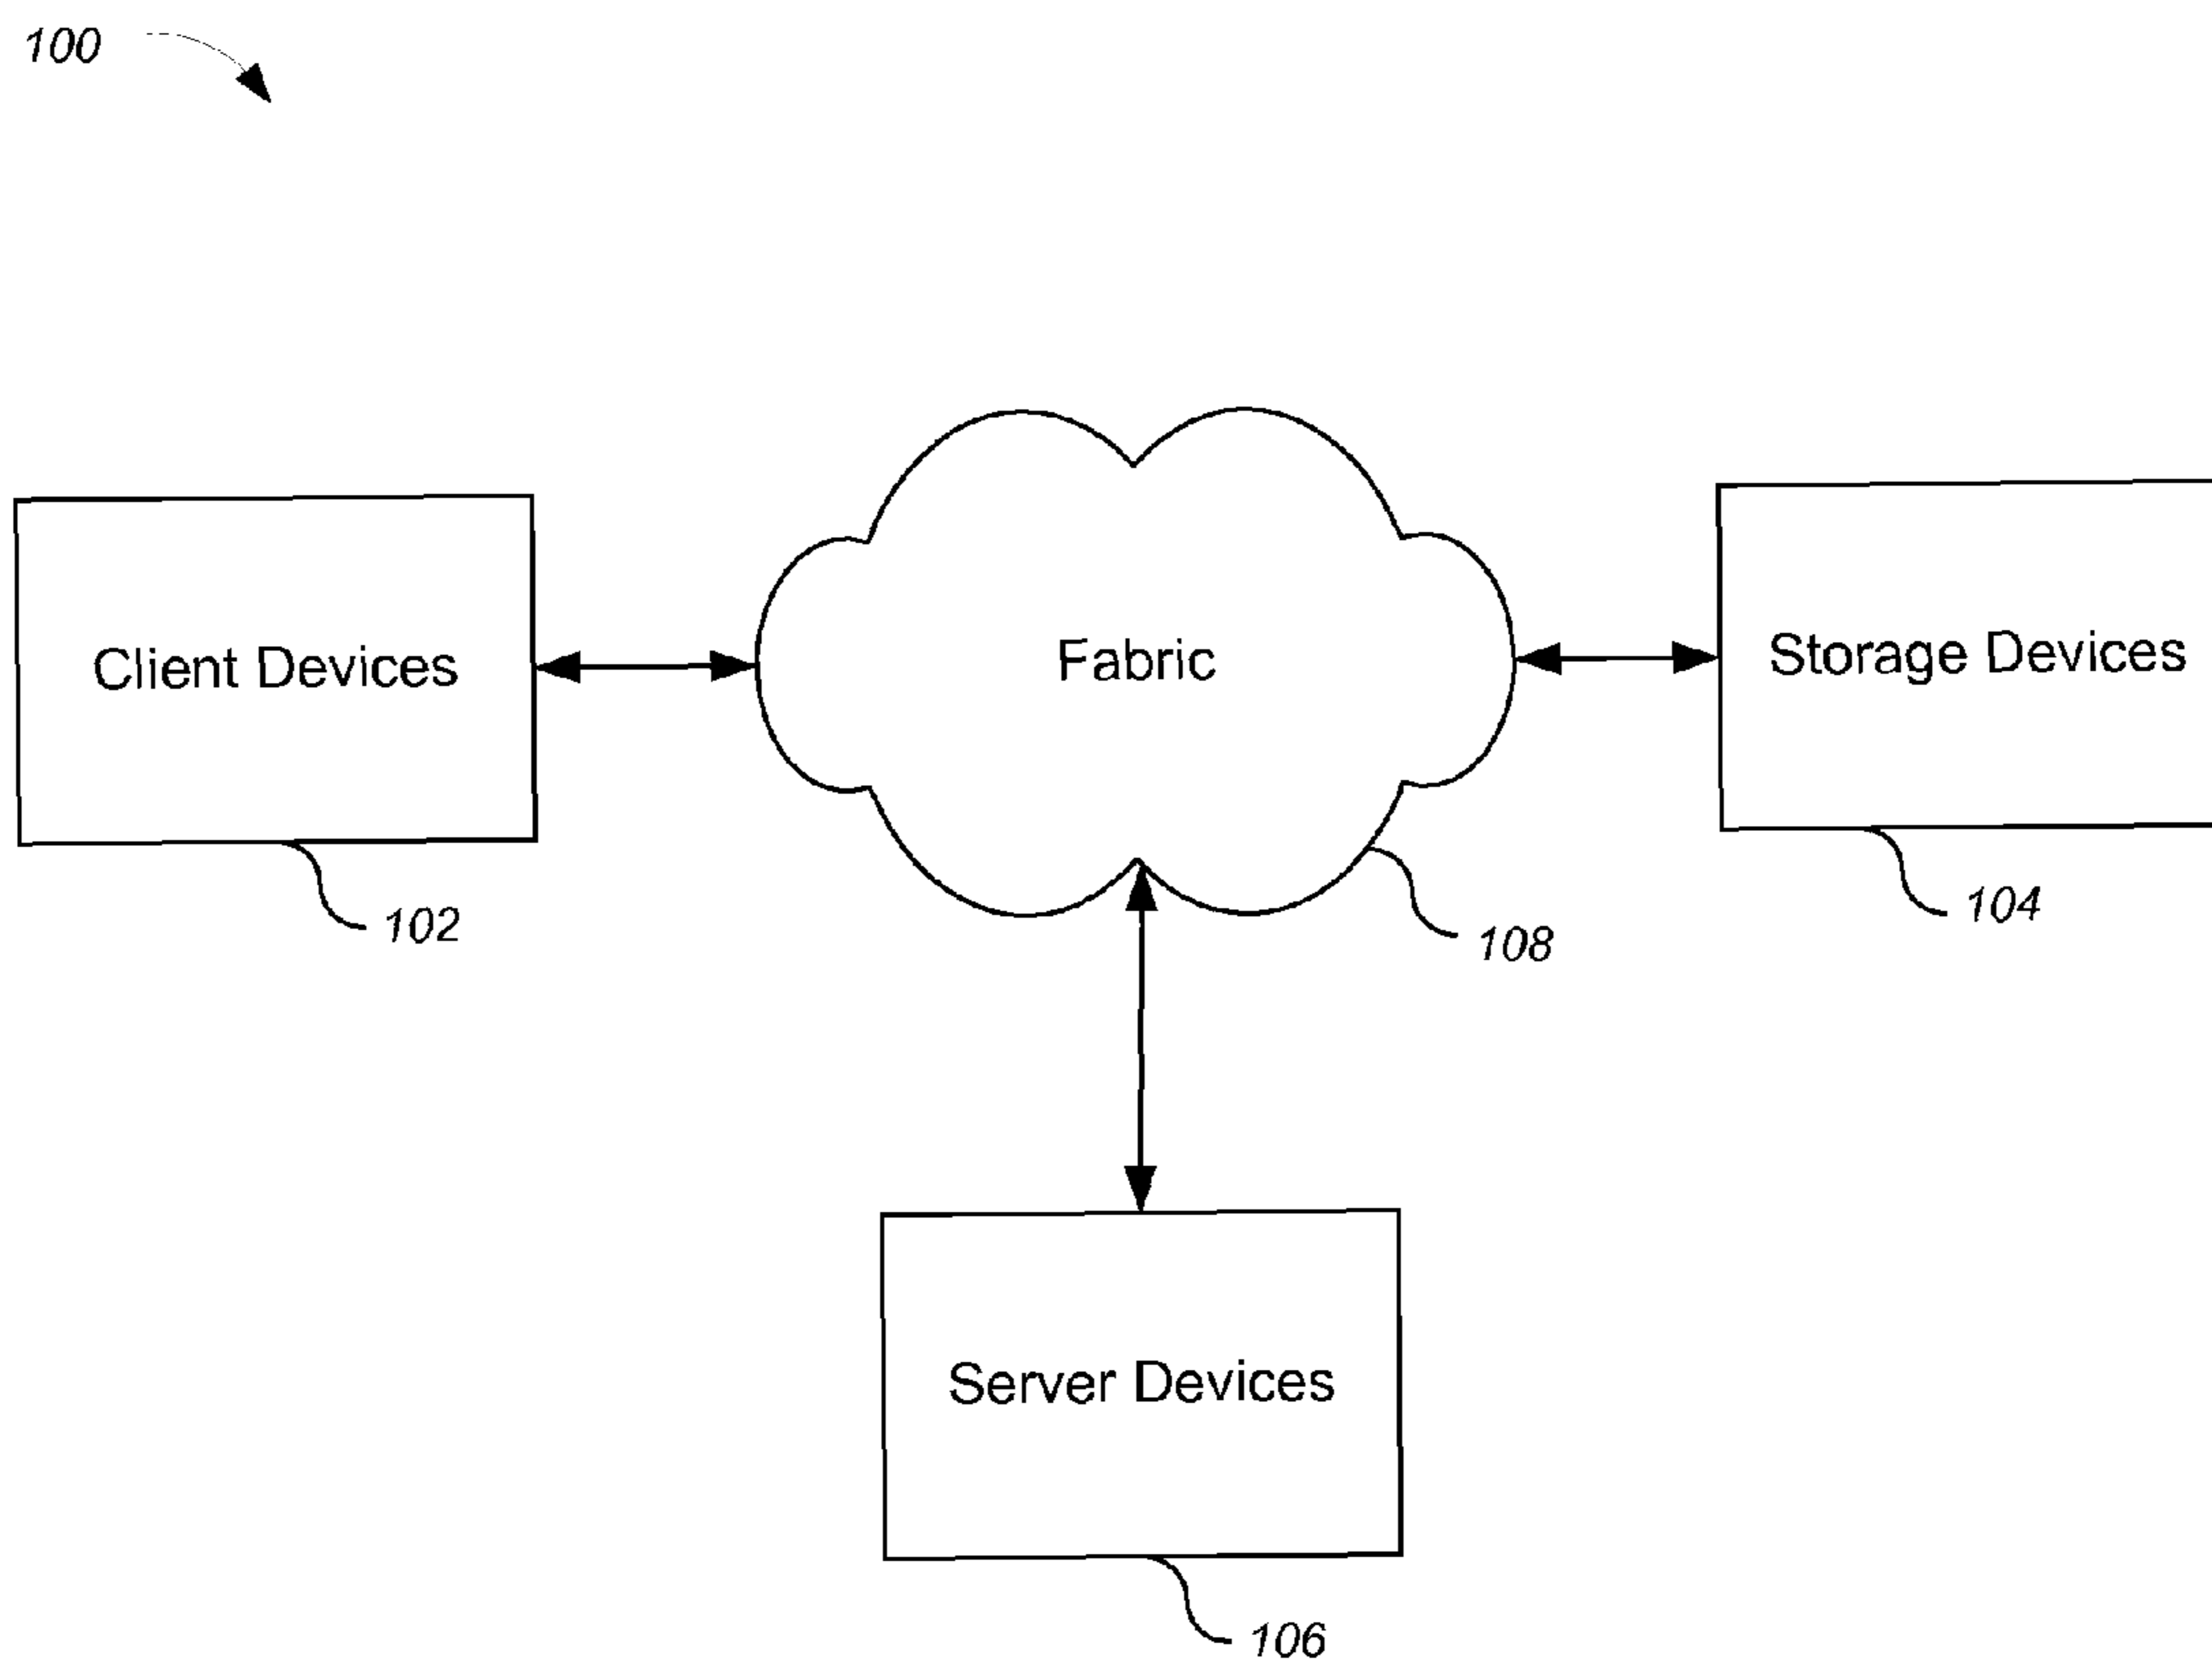 100
Client Devices
Fabric
Storage Devices
102
108
104
Server Devices
106